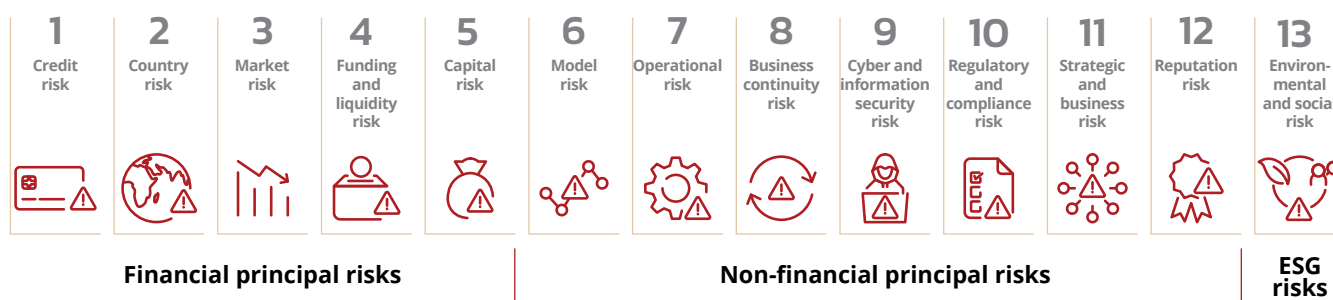 1
Credit
risk
2
Country
risk
3
Market
risk
4
Funding
and
liquidity
risk
5
Capital
risk
6
Model
risk
7
Operational
risk
8
Business
continuity
risk
9
Cyber and
information
security
risk
10
Regulatory
and
compliance
risk
11
Strategic
and
business
risk
12
Reputation
risk
13
Environ-
mental
and social
risk
Financial principal risks
Non-financial principal risks
ESG
risks